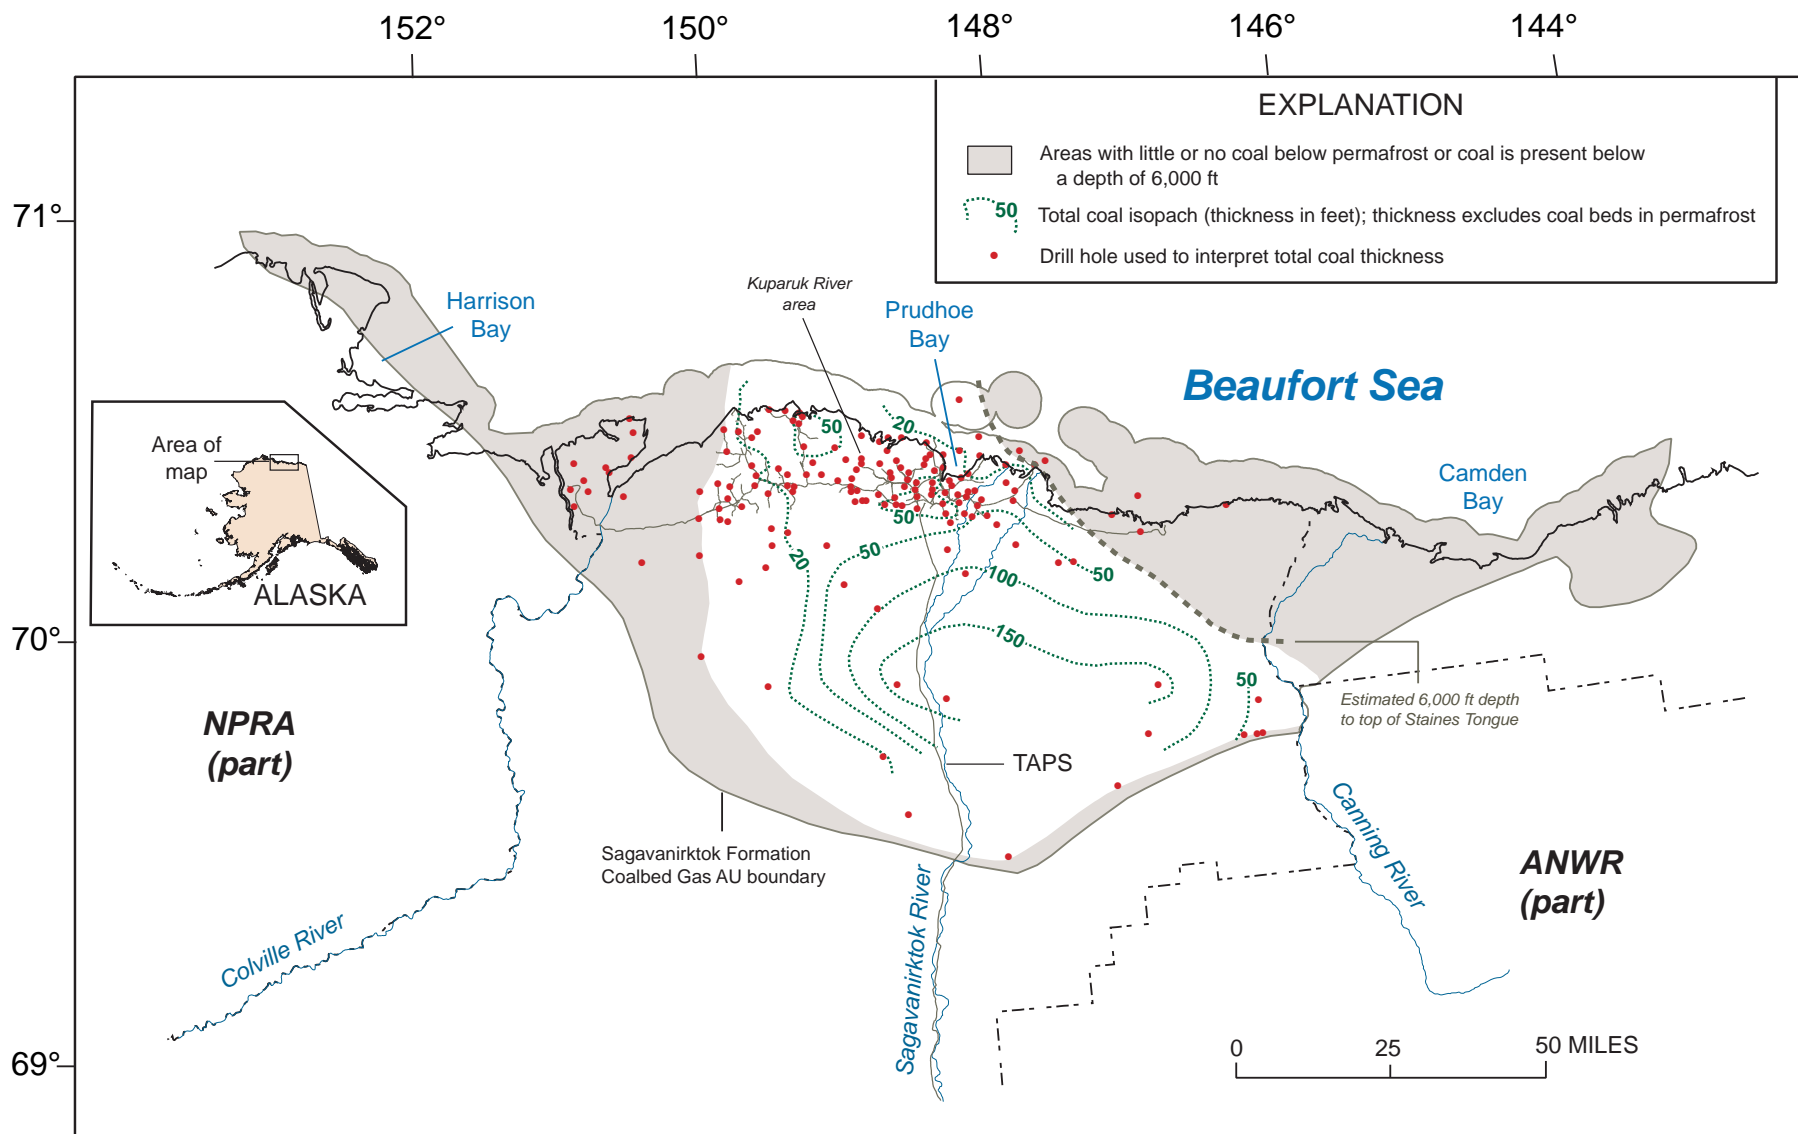 152°
150°
148°
146°
144°
71°
70°
69°
EXPLANATION
Areas with little or no coal below permafrost or coal is present below
a depth of 6,000 ft
50
Total coal isopach (thickness in feet); thickness excludes coal beds in permafrost
Drill hole used to interpret total coal thickness
Harrison
Bay
Kuparuk River
area
Prudhoe
Bay
Beaufort Sea
Camden
Bay
Area of
map
ALASKA
50
20
50
20
50
100
50
150
50
Estimated 6,000 ft depth
to top of Staines Tongue
NPRA
(part)
TAPS
Sagavanirktok Formation
Coalbed Gas AU boundary
Colville River
Sagavanirktok River
Canning River
ANWR
(part)
0
25
50 MILES